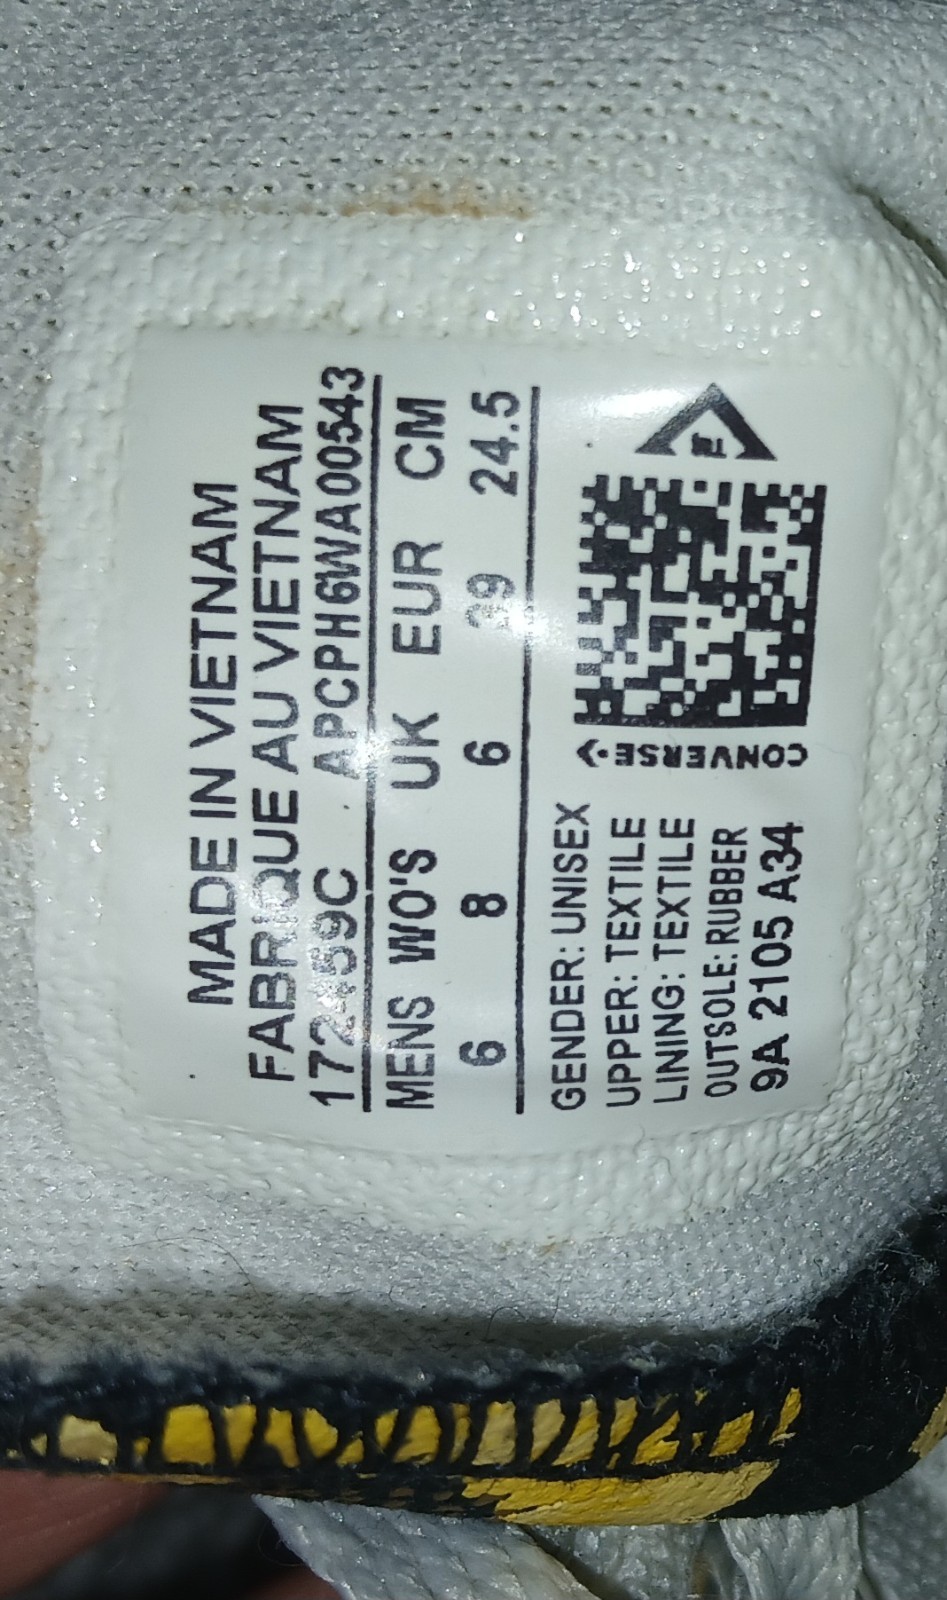 MADE IN VIETNAM
FABRIQUE AU VIETNAM
172459C APCPH6WA00543
MENS WO'S UK EUR CM
6 8 6 39 24.5
GENDER: UNISEX
UPPER: TEXTILE
LINING: TEXTILE
OUTSOLE: RUBBER
9A 2105 A34
CONVERSE